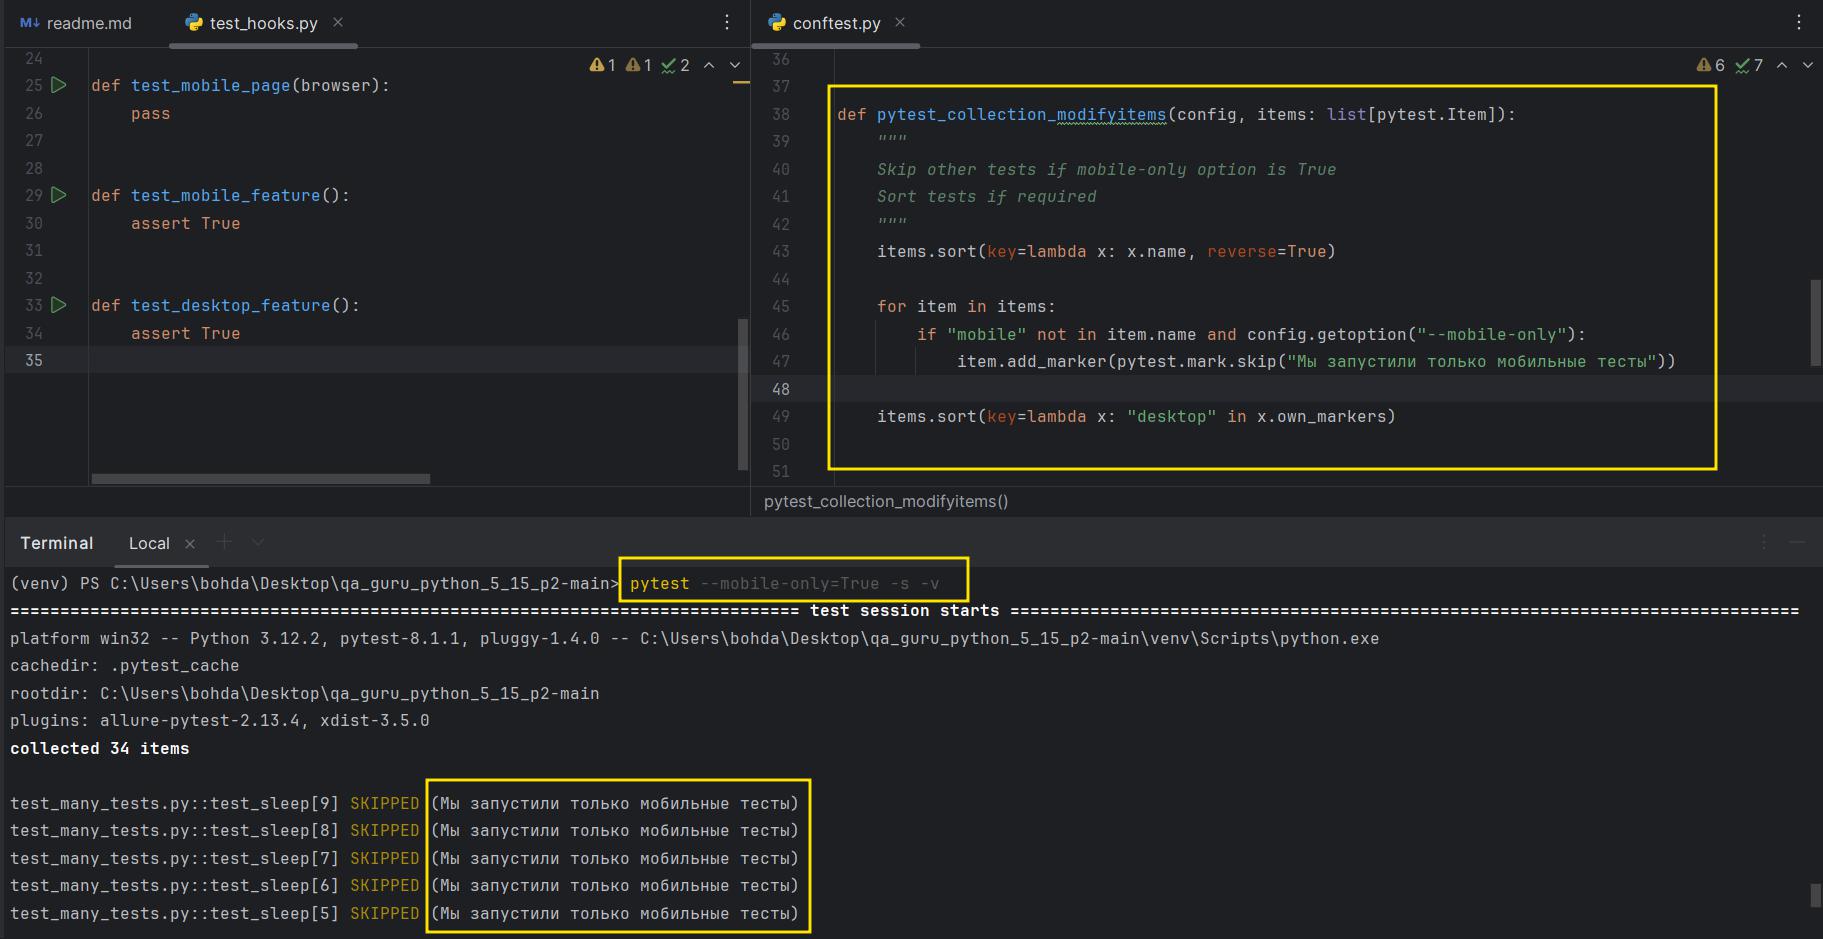 readme.md
test_hooks.py
24
1 1 2
25 def test_mobile_page(browser):
26 pass
27
28
29 def test_mobile_feature():
30 assert True
31
32
33 def test_desktop_feature():
34 assert True
35
conftest.py
36
6 7
37
38 def pytest_collection_modifyitems(config, items: list[pytest.Item]):
39 """
40 Skip other tests if mobile-only option is True
41 Sort tests if required
42 """
43 items.sort(key=lambda x: x.name, reverse=True)
44
45 for item in items:
46 if "mobile" not in item.name and config.getoption("--mobile-only"):
47 item.add_marker(pytest.mark.skip("Мы запустили только мобильные тесты"))
48
49 items.sort(key=lambda x: "desktop" in x.own_markers)
50
51
pytest_collection_modifyitems()
Terminal Local
(venv) PS C:\Users\bohda\Desktop\qa_guru_python_5_15_p2-main> pytest --mobile-only=True -s -v
=============================================================================== test session starts ===============================================================================
platform win32 -- Python 3.12.2, pytest-8.1.1, pluggy-1.4.0 -- C:\Users\bohda\Desktop\qa_guru_python_5_15_p2-main\venv\Scripts\python.exe
cachedir: .pytest_cache
rootdir: C:\Users\bohda\Desktop\qa_guru_python_5_15_p2-main
plugins: allure-pytest-2.13.4, xdist-3.5.0
collected 34 items
test_many_tests.py::test_sleep[9] SKIPPED (Мы запустили только мобильные тесты)
test_many_tests.py::test_sleep[8] SKIPPED (Мы запустили только мобильные тесты)
test_many_tests.py::test_sleep[7] SKIPPED (Мы запустили только мобильные тесты)
test_many_tests.py::test_sleep[6] SKIPPED (Мы запустили только мобильные тесты)
test_many_tests.py::test_sleep[5] SKIPPED (Мы запустили только мобильные тесты)